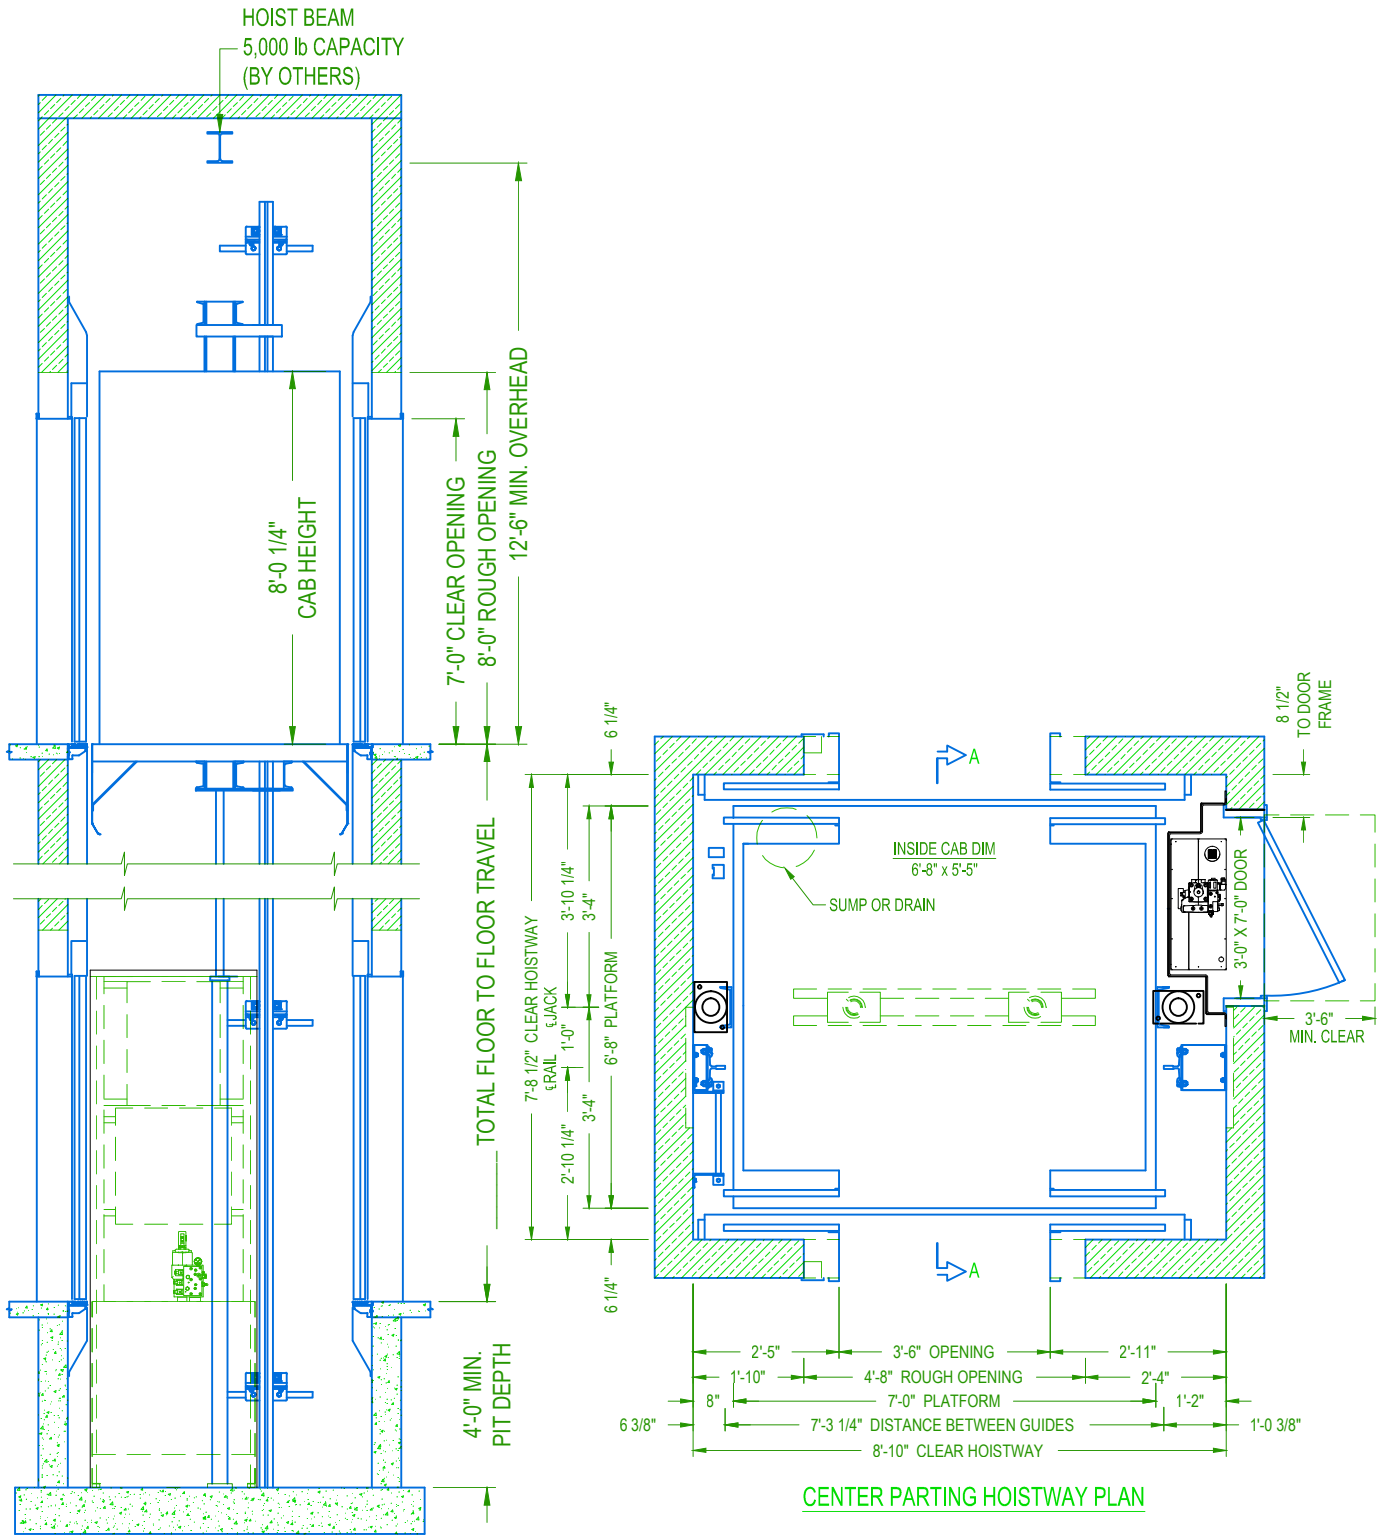 HOIST BEAM
5,000 lb CAPACITY
(BY OTHERS)
8'-0 1/4"
CAB HEIGHT
7'-0" CLEAR OPENING
8'-0" ROUGH OPENING
12'-6" MIN. OVERHEAD
TOTAL FLOOR TO FLOOR TRAVEL
4'-0" MIN.
PIT DEPTH
6 1/4"
7'-8 1/2" CLEAR HOISTWAY
3'-10 1/4"
℄JACK
1'-0"
℄RAIL
2'-10 1/4"
3'-4"
3'-4"
6'-8" PLATFORM
6 1/4"
A
INSIDE CAB DIM
6'-8" x 5'-5"
SUMP OR DRAIN
3'-0" X 7'-0" DOOR
8 1/2"
TO DOOR
FRAME
3'-6"
MIN. CLEAR
A
2'-5" 3'-6" OPENING 2'-11"
1'-10" 4'-8" ROUGH OPENING 2'-4"
8" 7'-0" PLATFORM 1'-2"
6 3/8" 7'-3 1/4" DISTANCE BETWEEN GUIDES 1'-0 3/8"
8'-10" CLEAR HOISTWAY
CENTER PARTING HOISTWAY PLAN